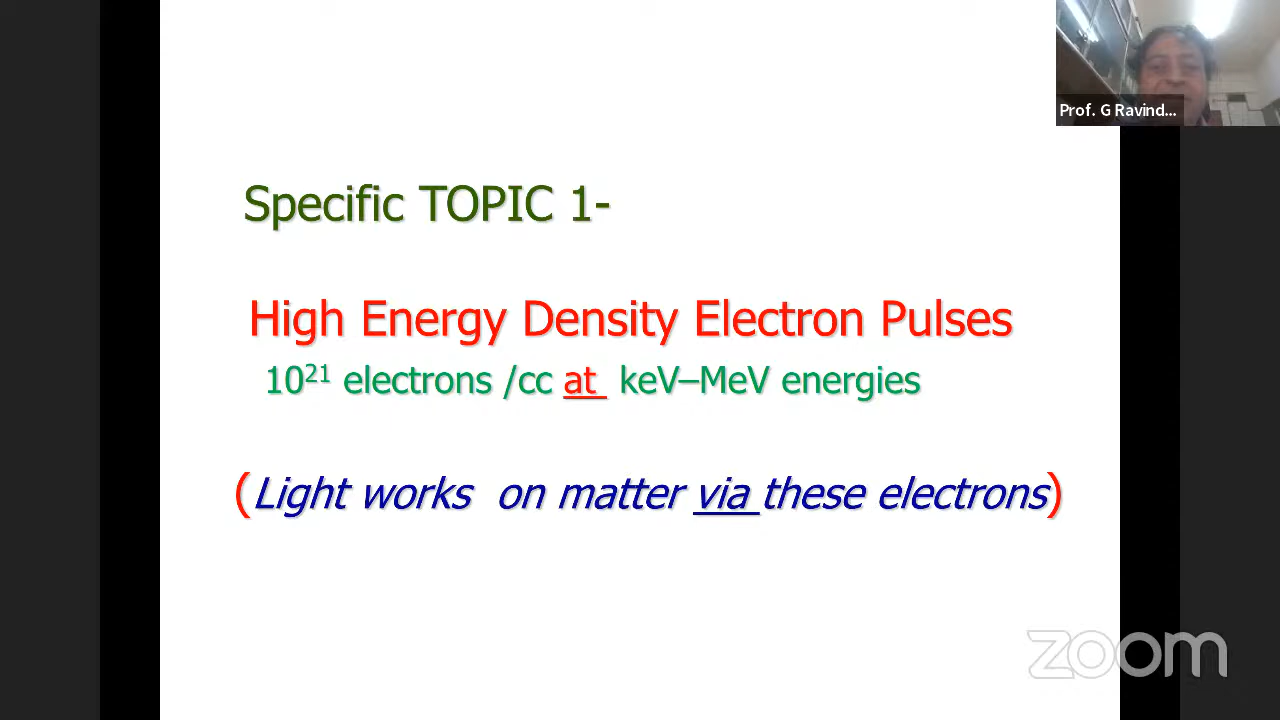 Prof. G Ravind...
Specific TOPIC 1-
High Energy Density Electron Pulses
10²¹ electrons /cc at keV–MeV energies
(Light works on matter via these electrons)
zoom